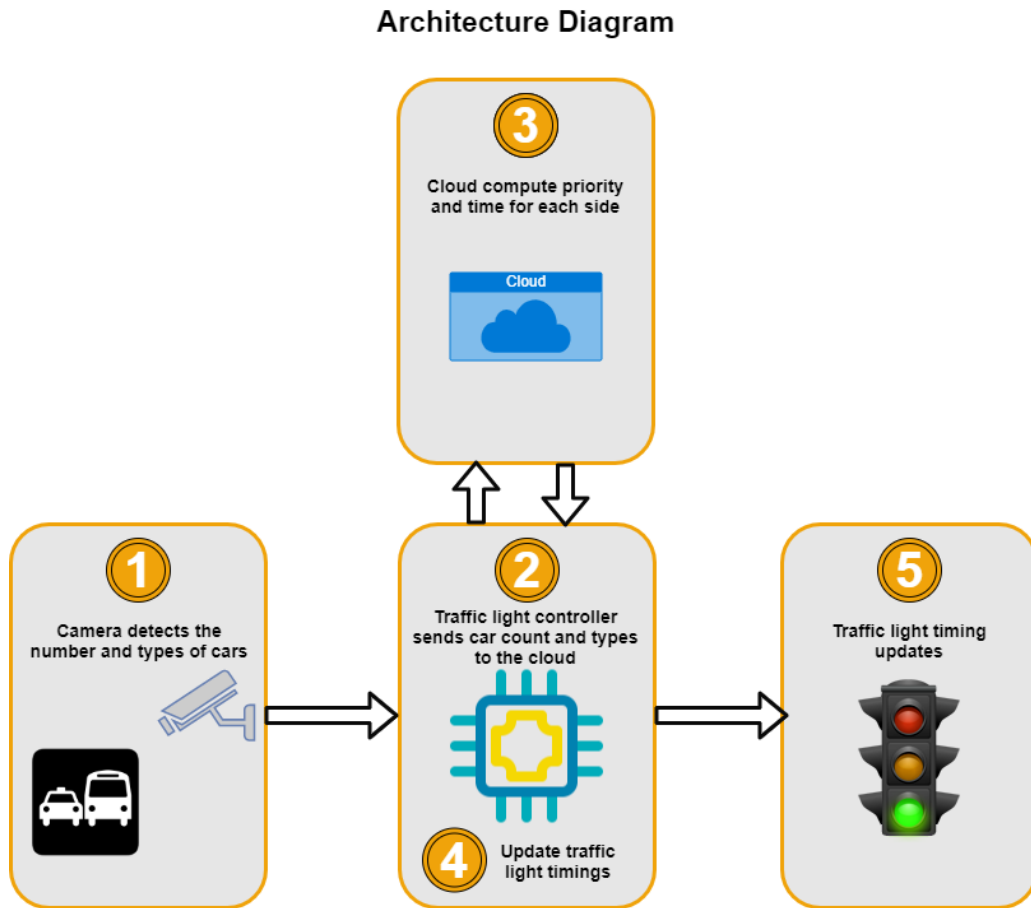 Architecture Diagram
3
Cloud compute priority
and time for each side
Cloud
1
Camera detects the
number and types of cars
2
Traffic light controller
sends car count and types
to the cloud
4
Update traffic
light timings
5
Traffic light timing
updates